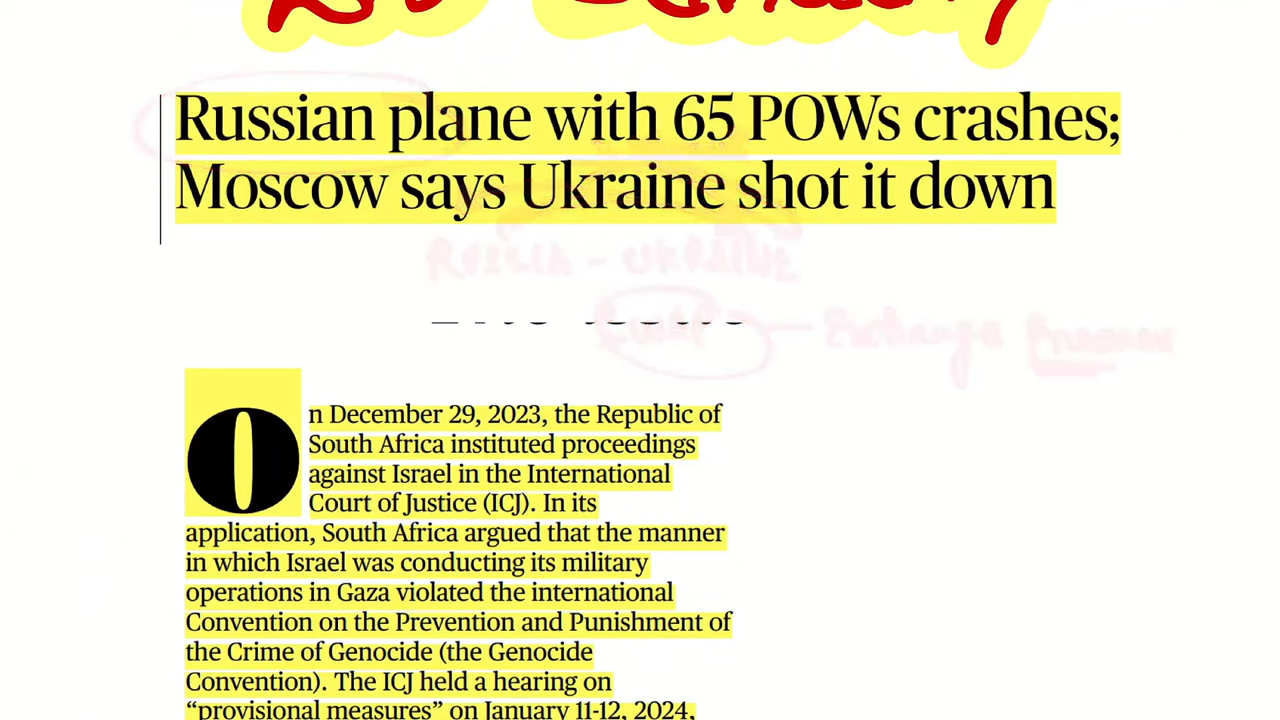 Russian plane with 65 POWs crashes;
Moscow says Ukraine shot it down
RUSSIA - UKRAINE
Exchange
On December 29, 2023, the Republic of
South Africa instituted proceedings
against Israel in the International
Court of Justice (ICJ). In its
application, South Africa argued that the manner
in which Israel was conducting its military
operations in Gaza violated the international
Convention on the Prevention and Punishment of
the Crime of Genocide (the Genocide
Convention). The ICJ held a hearing on
“provisional measures” on January 11-12, 2024,